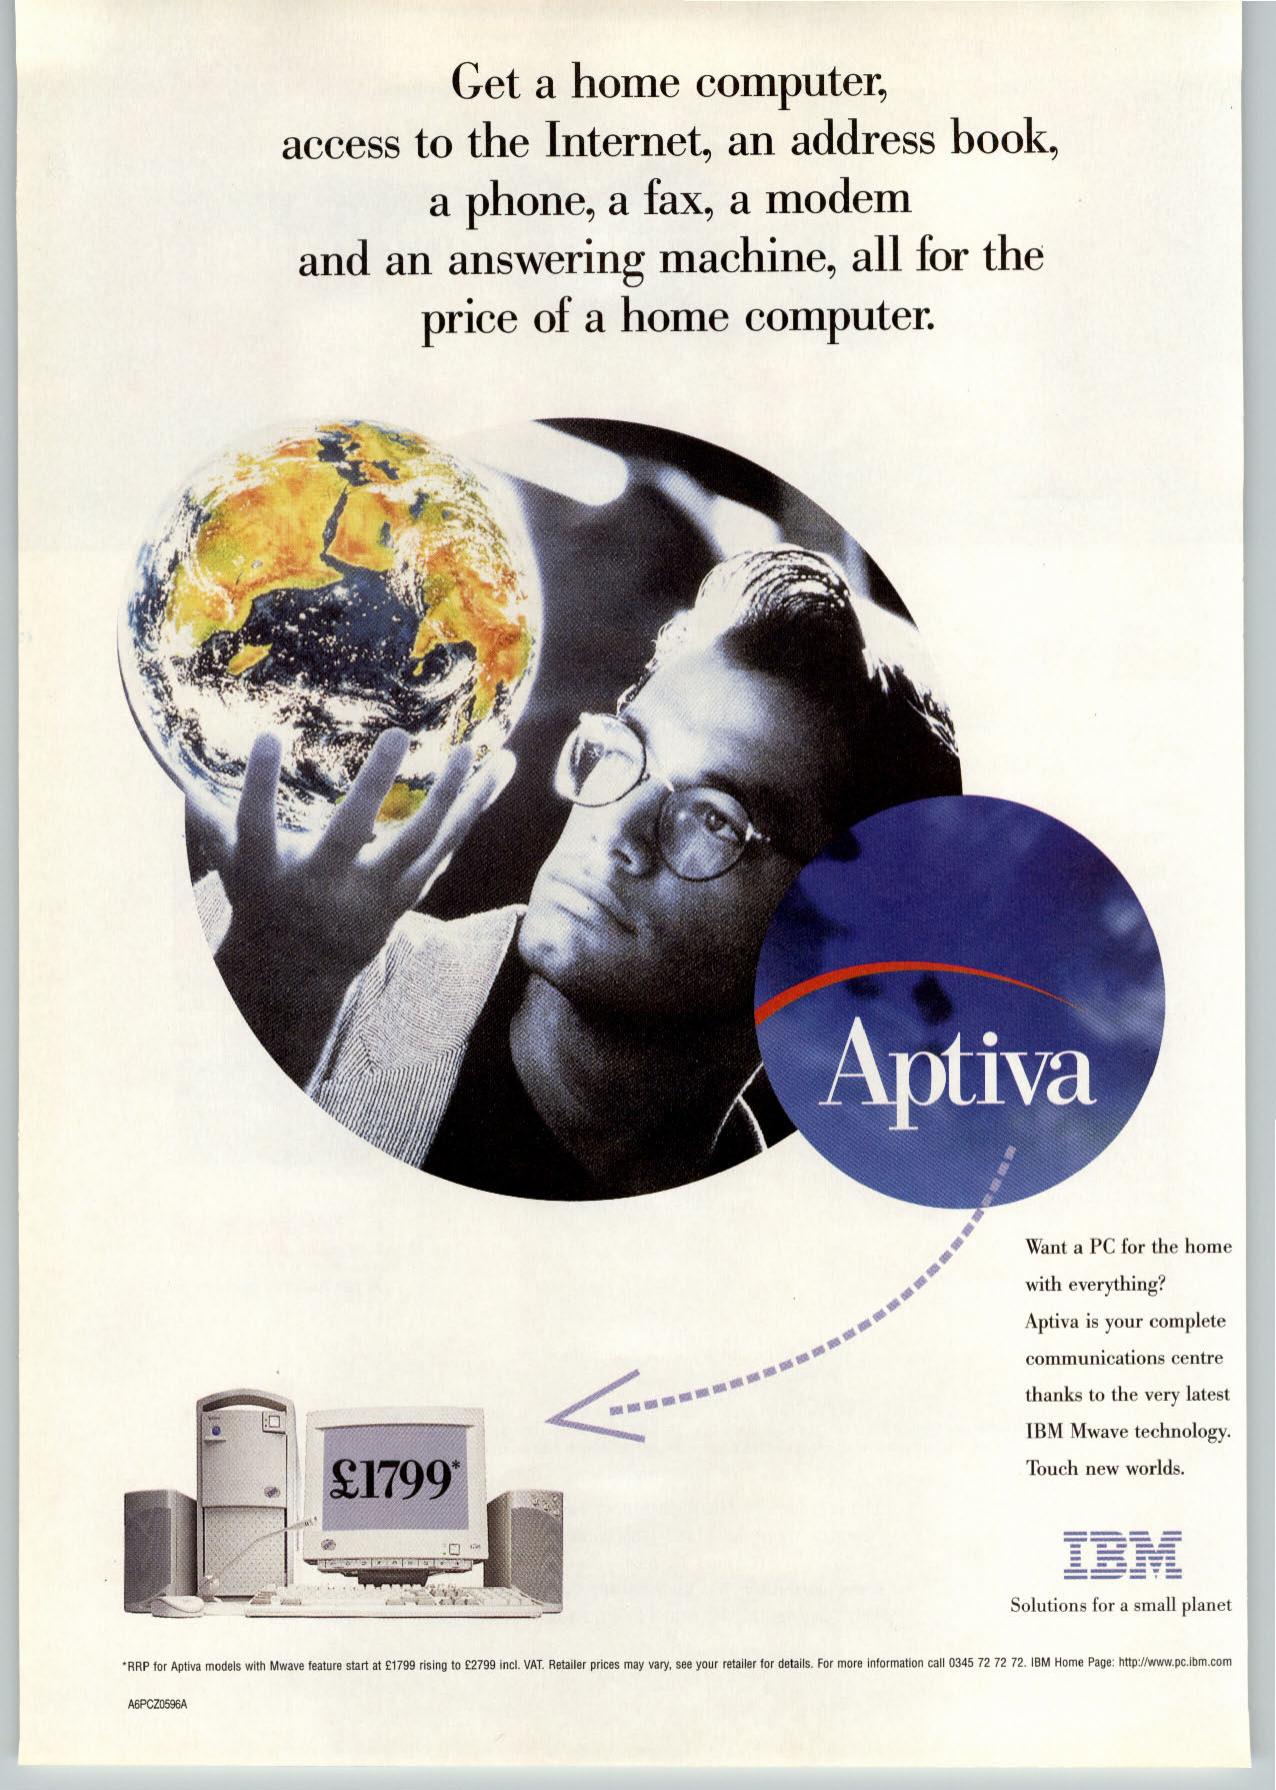 Get a home computer,
access to the Internet, an address book,
a phone, a fax, a modem
and an answering machine, all for the
price of a home computer.
Aptiva
Want a PC for the home
with everything?
Aptiva is your complete
communications centre
thanks to the very latest
IBM Mwave technology.
Touch new worlds.
£1799*
IBM
Solutions for a small planet
*RRP for Aptiva models with Mwave feature start at £1799 rising to £2799 incl. VAT. Retailer prices may vary, see your retailer for details. For more information call 0345 72 72 72. IBM Home Page: http://www.pc.ibm.com
A6PCZ0596A